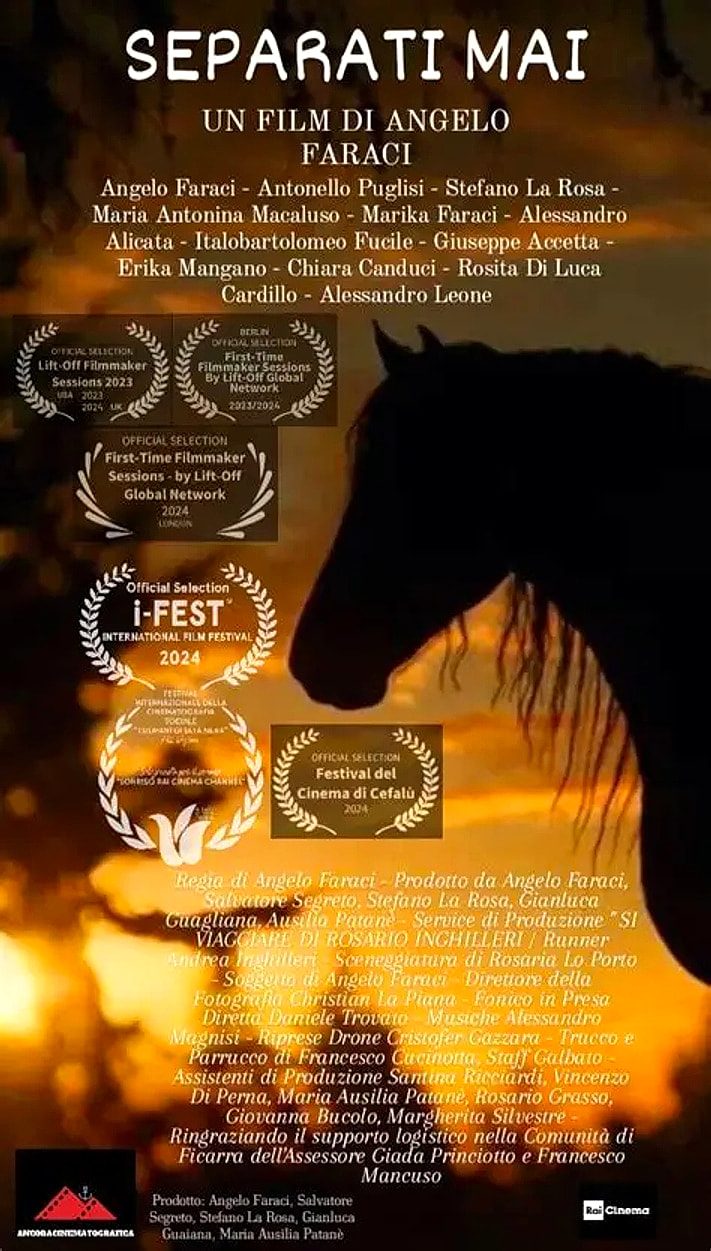 SEPARATI MAI
UN FILM DI ANGELO
FARACI
Angelo Faraci - Antonello Puglisi - Stefano La Rosa -
Maria Antonina Macaluso - Marika Faraci - Alessandro
Alicata - Italobartolomeo Fucile - Giuseppe Accetta -
Erika Mangano - Chiara Canduci - Rosita Di Luca
Cardillo - Alessandro Leone
OFFICIAL SELECTION
Lift-Off Filmmaker
Sessions 2023
USA 2023
2024 UK
BERLIN
OFFICIAL SELECTION
First-Time
Filmmaker Sessions
By Lift-Off Global
Network
2023/2024
OFFICIAL SELECTION
First-Time Filmmaker
Sessions - by Lift-Off
Global Network
2024
LONDON
Official Selection
i-FEST
INTERNATIONAL FILM FESTIVAL
2024
FESTIVAL
INTERNAZIONALE DELLA
CINEMATOGRAFIA
SOCIALE
"SORRISO RAI CINEMA CHANNEL"
OFFICIAL SELECTION
Festival del
Cinema di Cefalù
2024
Regia di Angelo Faraci - Prodotto da Angelo Faraci,
Salvatore Segreto, Stefano La Rosa, Gianluca
Guagliana, Ausilia Patanè - Service di Produzione "SI
VIAGGIARE DI ROSARIO INGHILLERI / Runner
Andrea Inghilleri - Sceneggiatura di Rosaria Lo Porto
- Soggetto di Angelo Faraci - Direttore della
Fotografia Christian La Piana - Fonico in Presa
Diretta Daniele Trovato - Musiche Alessandro
Magnisi - Riprese Drone Cristofer Gazzara - Trucco e
Parrucco di Francesco Cucinotta, Staff Galbato -
Assistenti di Produzione Santina Ricciardi, Vincenzo
Di Perna, Maria Ausilia Patanè, Rosario Grasso,
Giovanna Bucolo, Margherita Silvestre -
Ringraziando il supporto logistico nella Comunità di
Ficarra dell'Assessore Giada Princiotto e Francesco
Mancuso
ANCORACINEMATOGRAFICA
Prodotto: Angelo Faraci, Salvatore
Segreto, Stefano La Rosa, Gianluca
Guaiana, Maria Ausilia Patanè
Rai Cinema